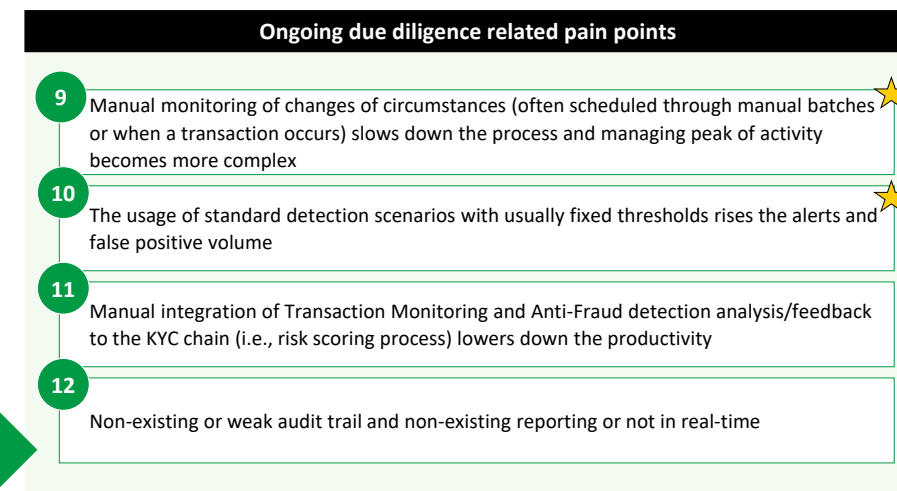 Ongoing due diligence related pain points
9
Manual monitoring of changes of circumstances (often scheduled through manual batches
or when a transaction occurs) slows down the process and managing peak of activity
becomes more complex
10
The usage of standard detection scenarios with usually fixed thresholds rises the alerts and
false positive volume
11
Manual integration of Transaction Monitoring and Anti-Fraud detection analysis/feedback
to the KYC chain (i.e., risk scoring process) lowers down the productivity
12
Non-existing or weak audit trail and non-existing reporting or not in real-time